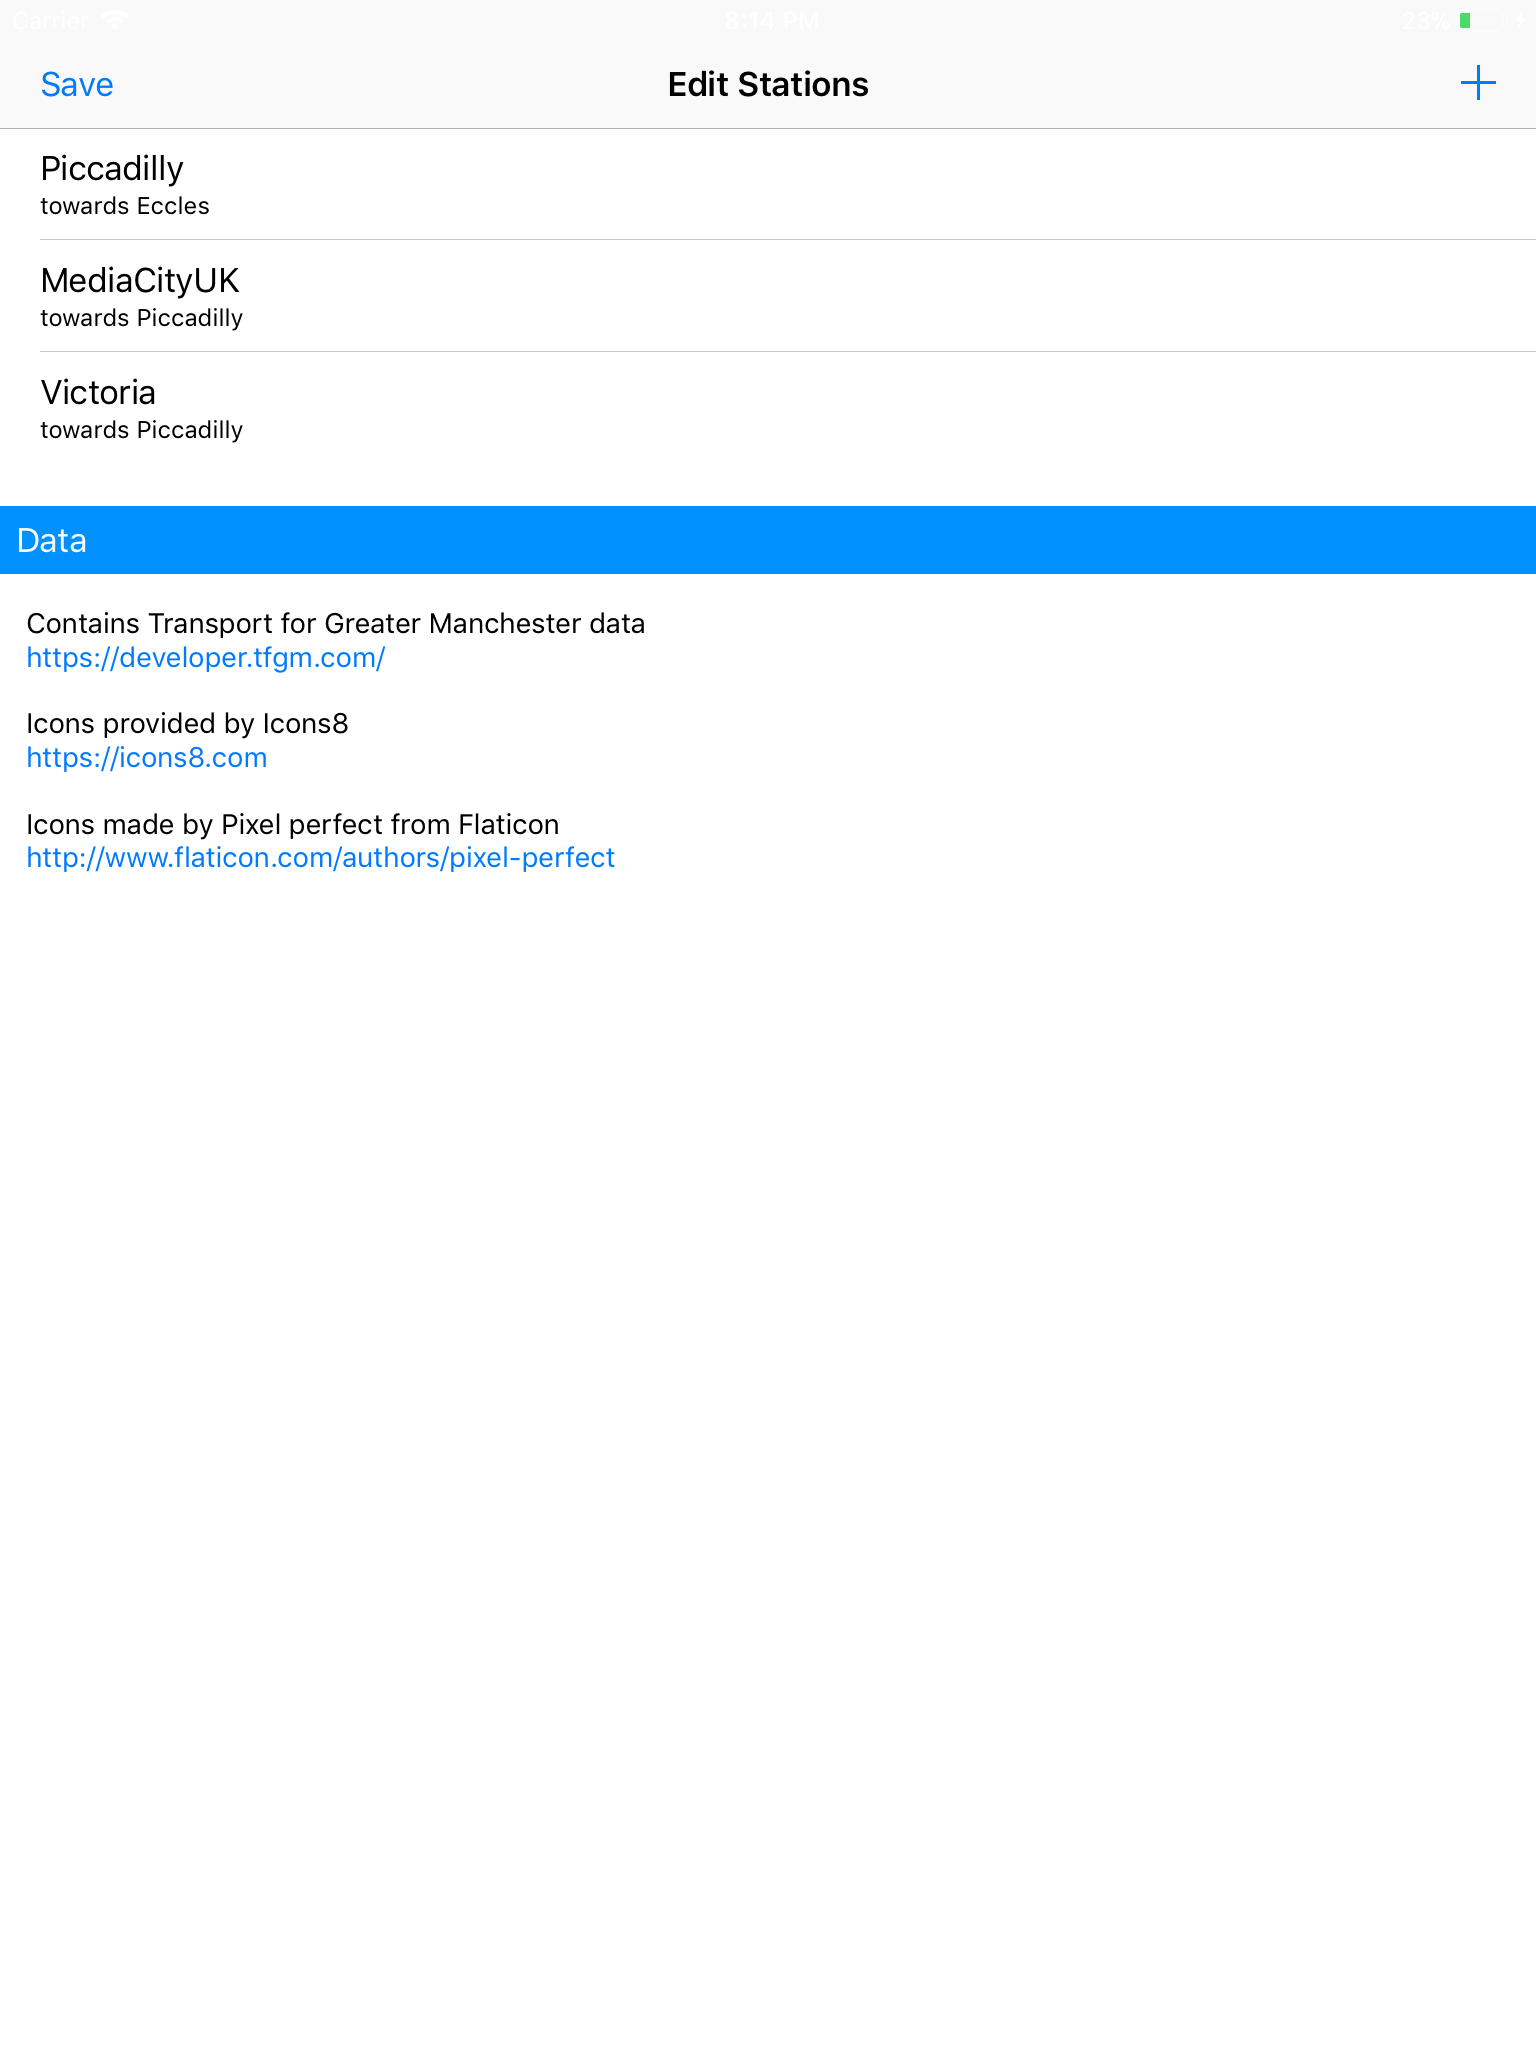 Carrier 8:14 PM 23%
Save Edit Stations
Piccadilly
towards Eccles
MediaCityUK
towards Piccadilly
Victoria
towards Piccadilly
Data
Contains Transport for Greater Manchester data
https://developer.tfgm.com/
Icons provided by Icons8
https://icons8.com
Icons made by Pixel perfect from Flaticon
http://www.flaticon.com/authors/pixel-perfect